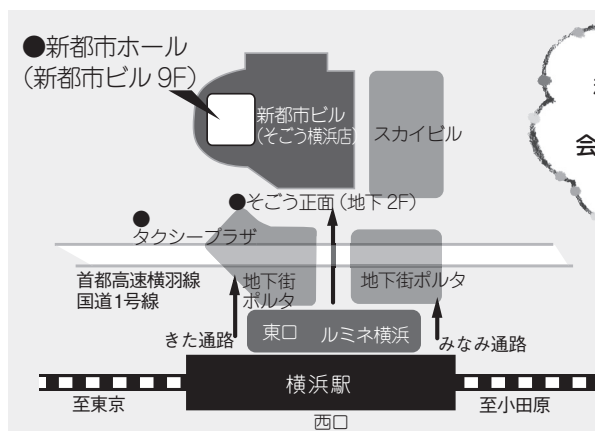 ●新都市ホール
(新都市ビル 9F)
新都市ビル
(そごう横浜店)
スカイビル
会
●そごう正面(地下 2F)
●
タクシープラザ
首都高速横羽線
国道1号線
地下街
ポルタ
地下街ポルタ
きた通路
東口 ルミネ横浜
みなみ通路
横浜駅
至東京
至小田原
西口